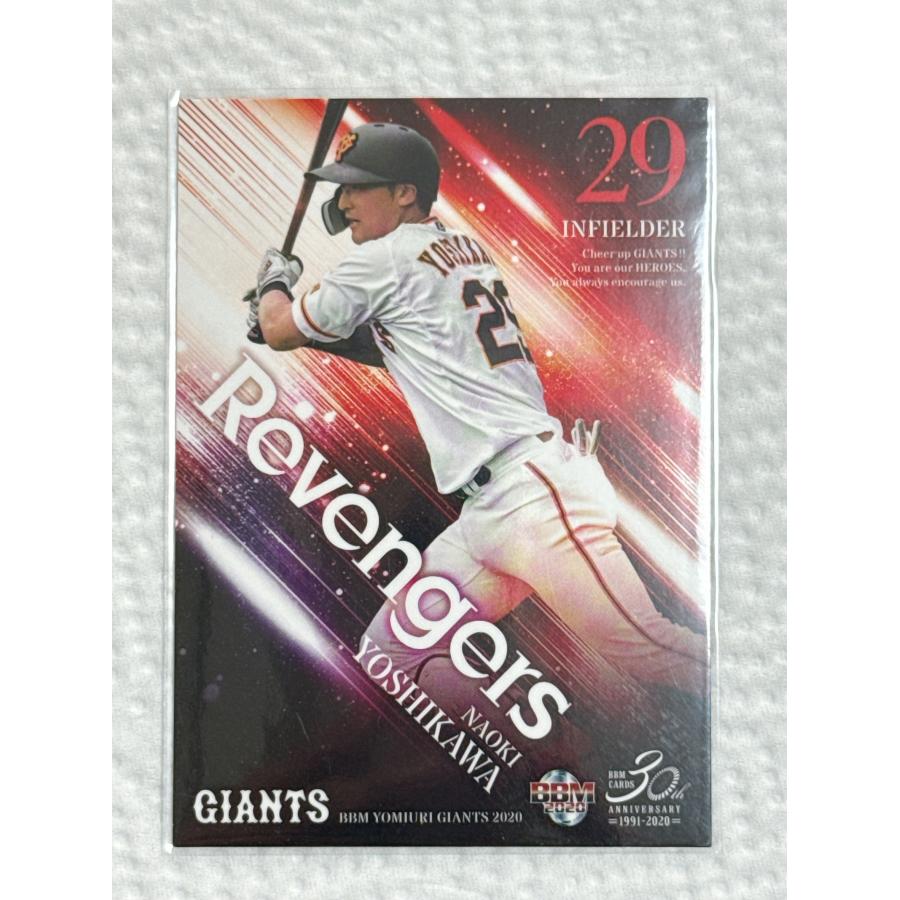 29
INFIELDER
Cheer up GIANTS!!
You are our HEROES.
You always encourage us.
Revengers
NAOKI
YOSHIKAWA
GIANTS
BBM YOMIURI GIANTS 2020
BBM
2020
BBM
CARDS
30th
ANNIVERSARY
=1991-2020=